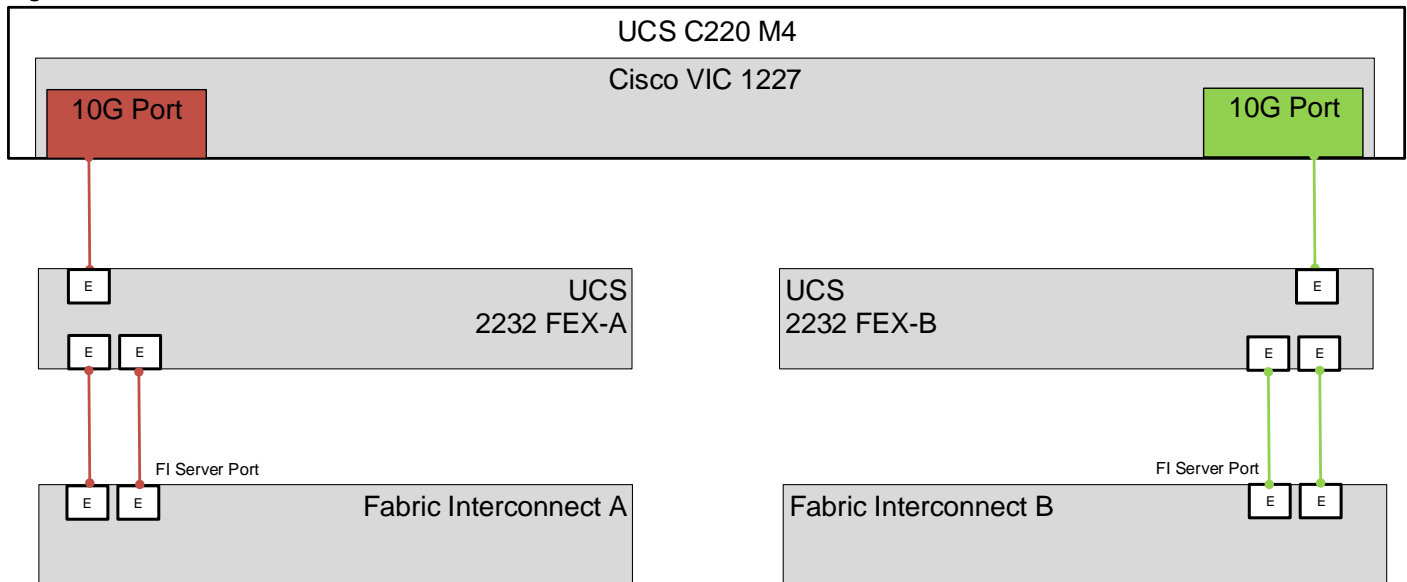 UCS C220 M4
Cisco VIC 1227
10G Port
10G Port
E
E
UCS
2232 FEX-A
UCS
2232 FEX-B
E
E
E
E
FI Server Port
FI Server Port
E
E
Fabric Interconnect A
Fabric Interconnect B
E
E